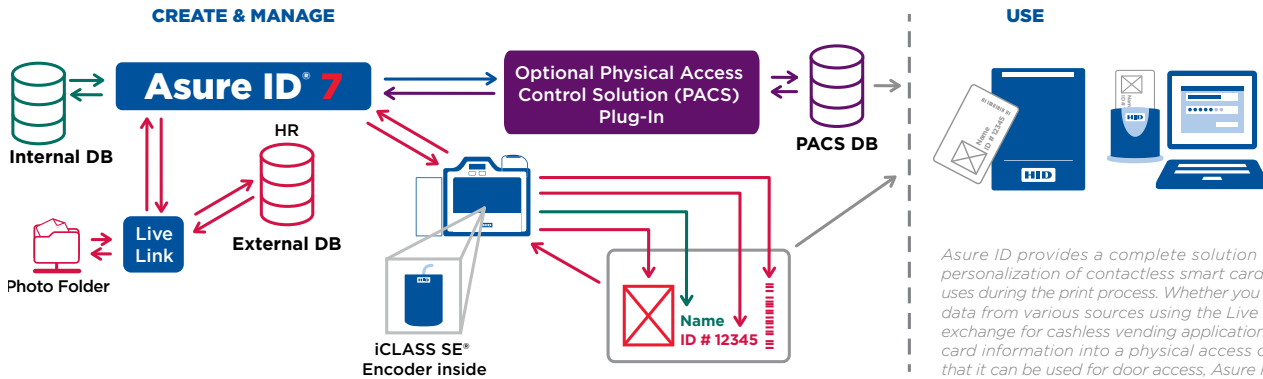 CREATE & MANAGE
USE
Asure ID® 7
Optional Physical Access
Control Solution (PACS)
Plug-In
Internal DB
HR
PACS DB
External DB
Live
Link
Photo Folder
HID
Name
ID # 12345
iCLASS SE®
Encoder inside
Name
ID # 12345
HID
Name
ID #
HID
Asure ID provides a complete solution
personalization of contactless smart card
uses during the print process. Whether you
data from various sources using the Live
exchange for cashless vending application
card information into a physical access c
that it can be used for door access, Asure I